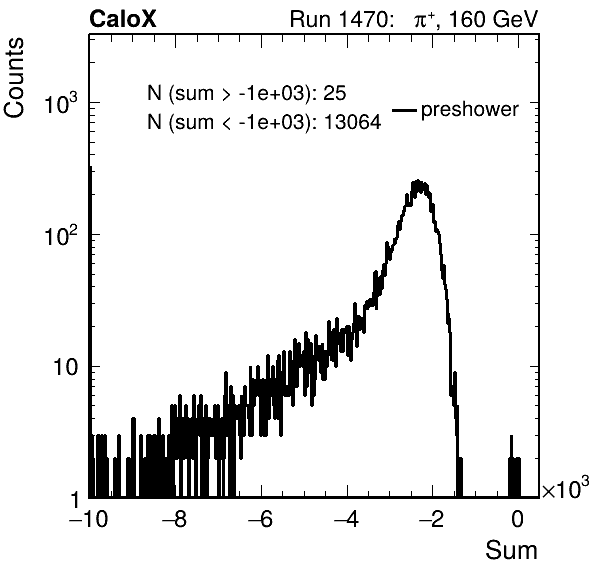 CaloX Run 1470: π⁺, 160 GeV
Counts
N (sum > -1e+03): 25
N (sum < -1e+03): 13064
preshower
10³
10²
10
1
−10 −8 −6 −4 −2 0 ×10³
Sum